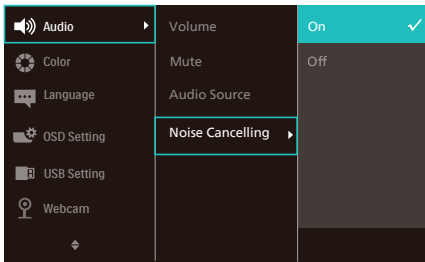 Audio
Color
Language
OSD Setting
USB Setting
Webcam
Volume
Mute
Audio Source
Noise Cancelling
On
Off